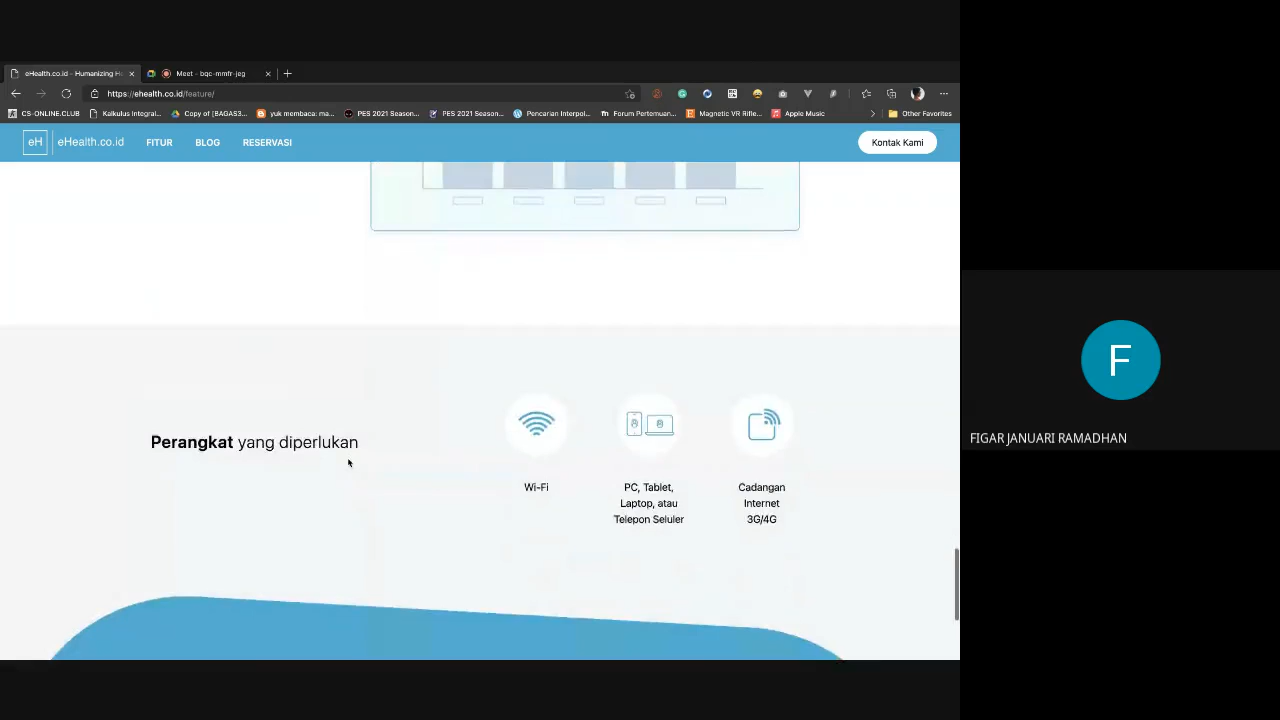 eHealth.co.id - Humanizing H
Meet - bqc-mmfr-jeg
https://ehealth.co.id/feature/
CS-ONLINE.CLUB
Kalkulus Integral...
Copy of [BAGAS3...
yuk membaca: ma...
PES 2021 Season...
PES 2021 Season...
Pencarian Interpol...
Forum Pertemuan...
Magnetic VR Rifle...
Apple Music
Other Favorites
eH
eHealth.co.id
FITUR
BLOG
RESERVASI
Kontak Kami
Perangkat yang diperlukan
Wi-Fi
PC, Tablet,
Laptop, atau
Telepon Seluler
Cadangan
Internet
3G/4G
F
FIGAR JANUARI RAMADHAN